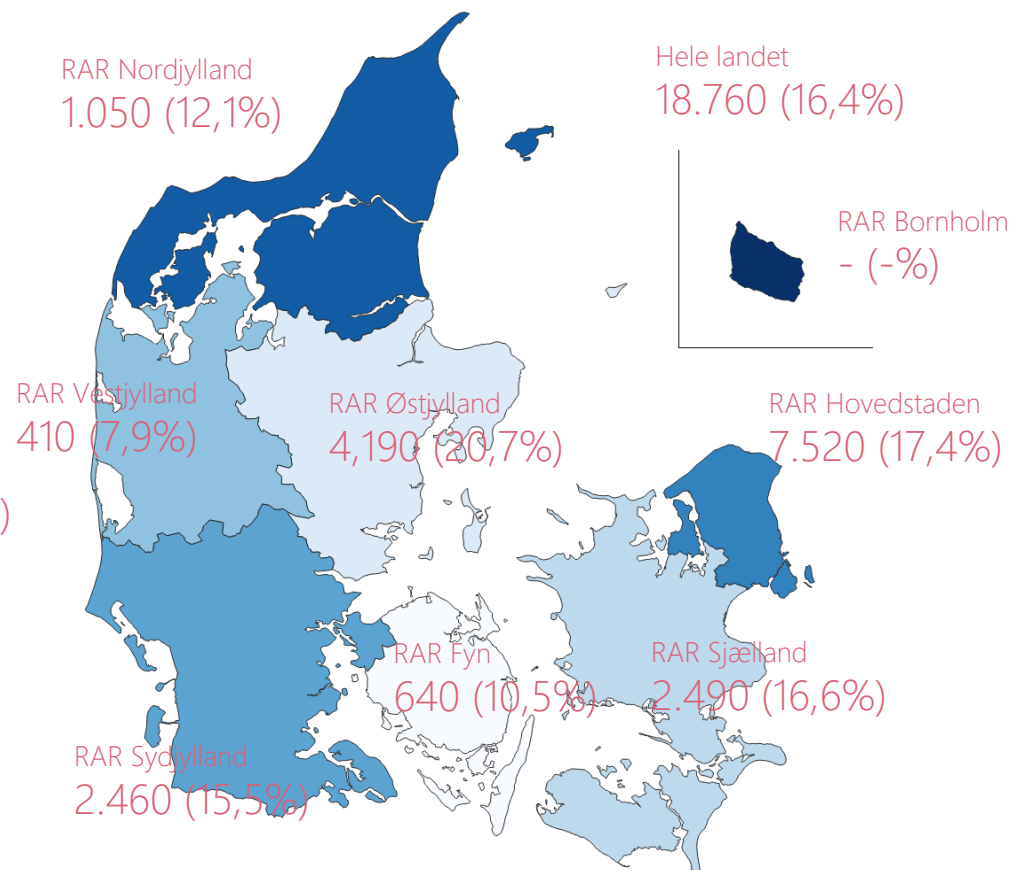 RAR Nordjylland
1.050 (12,1%)
Hele landet
18.760 (16,4%)
RAR Bornholm
- (-%)
RAR Vestjylland
410 (7,9%)
RAR Østjylland
4,190 (20,7%)
RAR Hovedstaden
7.520 (17,4%)
)
RAR Fyn
640 (10,5%)
RAR Sjælland
2.490 (16,6%)
RAR Sydjylland
2.460 (15,5%)